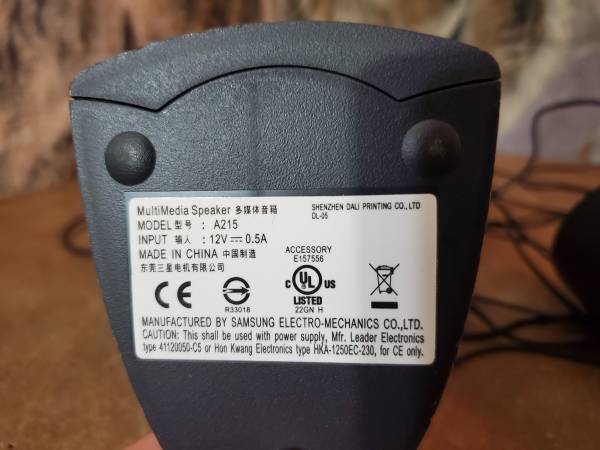 MultiMedia Speaker 多媒体音箱
SHENZHEN DALI PRINTING CO.,LTD
DL-05
MODEL 型号 : A215
INPUT 输入 : 12V⎓0.5A
MADE IN CHINA 中国制造
东莞三星电机有限公司
ACCESSORY
E157556
CE
R33018
C UL US
LISTED
22GN H
MANUFACTURED BY SAMSUNG ELECTRO-MECHANICS CO.,LTD.
CAUTION: This shall be used with power supply, Mfr. Leader Electronics
type 41120050-C5 or Hon Kwang Electronics type HKA-1250EC-230, for CE only.